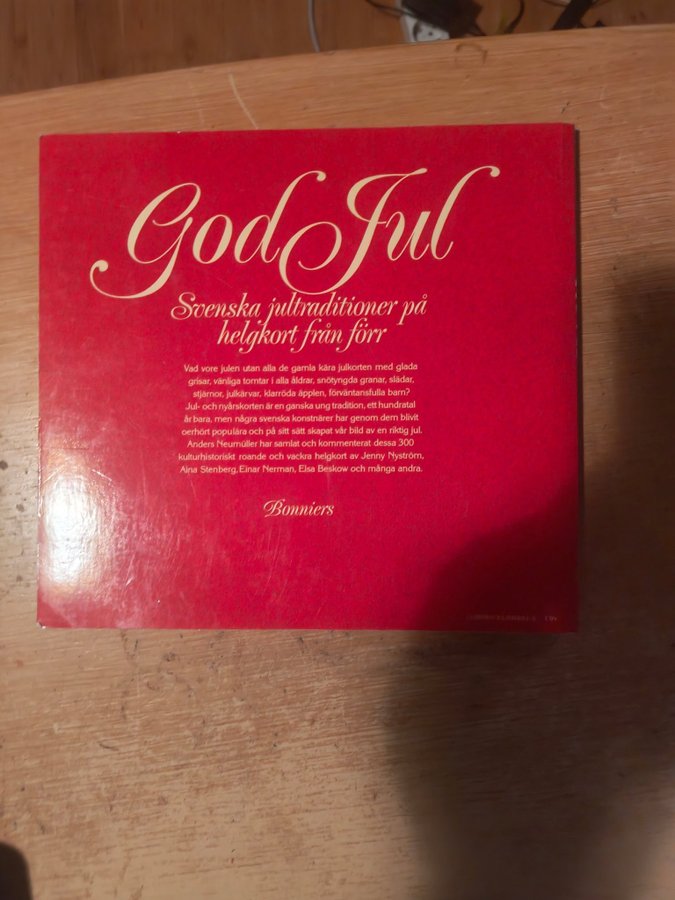 God Jul
Svenska jultraditioner på
helgkort från förr
Vad vore julen utan alla de gamla kära julkorten med glada
grisar, vänliga tomtar i alla åldrar, snötyngda granar, slädar,
stjärnor, julkärvar, klarröda äpplen, förväntansfulla barn?
Jul- och nyårskorten är en ganska ung tradition, ett hundratal
år bara, men några svenska konstnärer har genom dem blivit
oerhört populära och på sitt sätt skapat vår bild av en riktig jul.
Anders Neumüller har samlat och kommenterat dessa 300
kulturhistoriskt roande och vackra helgkort av Jenny Nyström,
Aina Stenberg, Einar Nerman, Elsa Beskow och många andra.
Bonniers